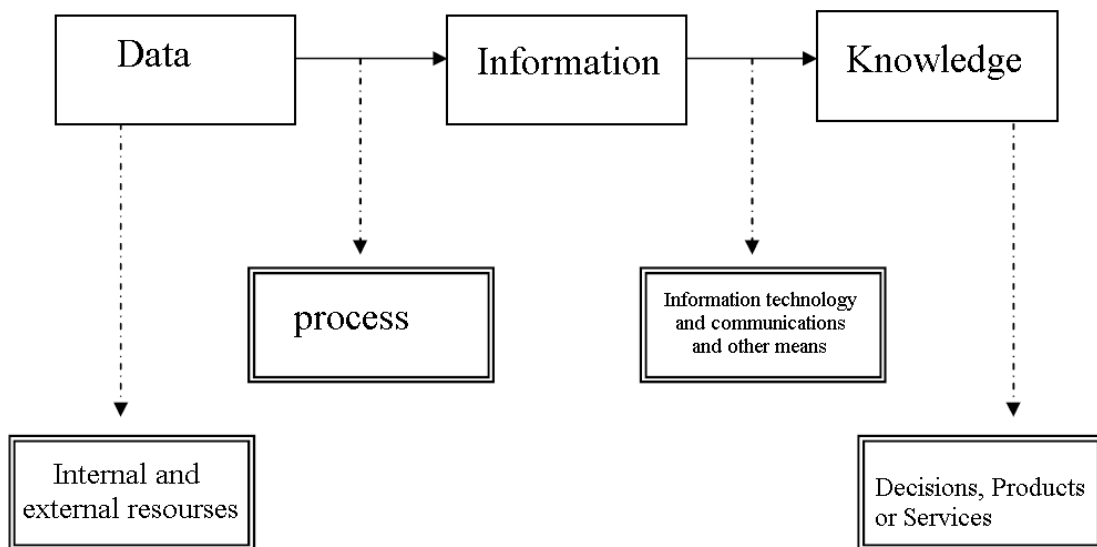 Data
Information
Knowledge
process
Information technology
and communications
and other means
Internal and
external resourses
Decisions, Products
or Services